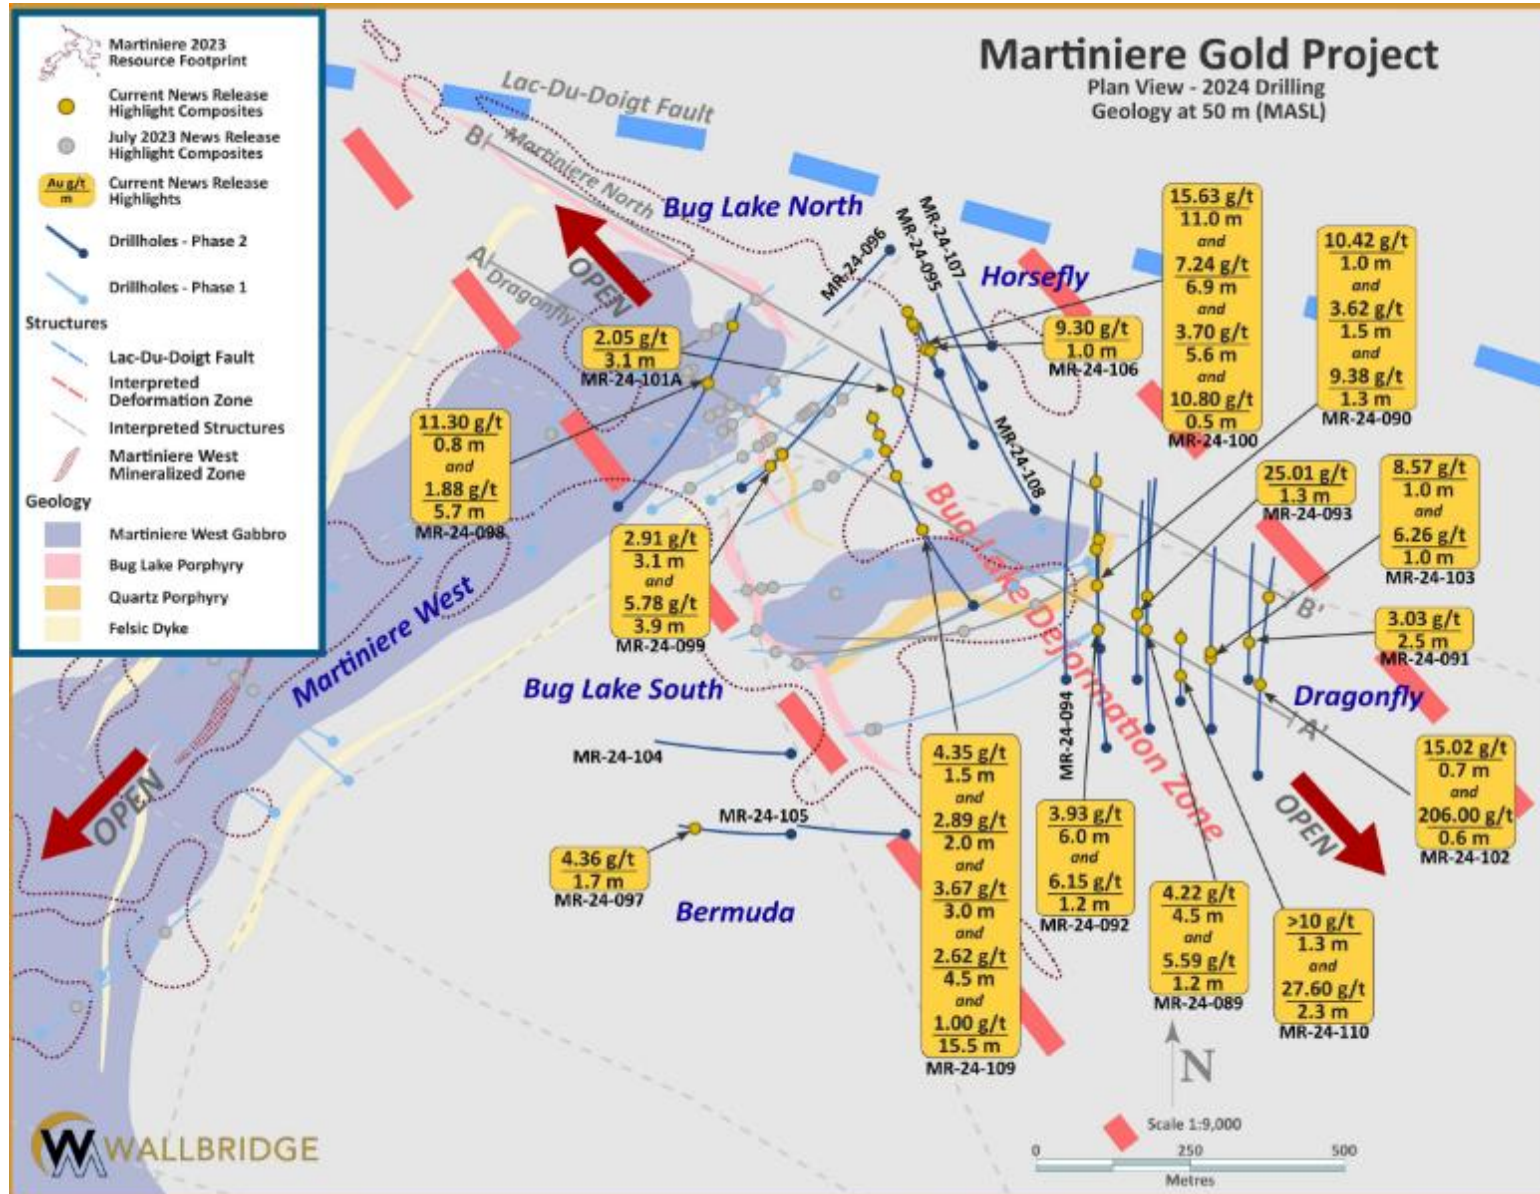 Martiniere Gold Project
Plan View - 2024 Drilling
Geology at 50 m (MASL)
Martiniere 2023
Resource Footprint
Current News Release
Highlight Composites
July 2023 News Release
Highlight Composites
Au g/t
m
Current News Release
Highlights
Drillholes - Phase 2
Drillholes - Phase 1
Structures
Lac-Du-Doigt Fault
Interpreted
Deformation Zone
Interpreted Structures
Martiniere West
Mineralized Zone
Geology
Martiniere West Gabbro
Bug Lake Porphyry
Quartz Porphyry
Felsic Dyke
Lac-Du-Doigt Fault
B
Martiniere North
A
Dragonfly
OPEN
Bug Lake North
MR-24-096
MR-24-095
MR-24-107
Horsefly
MR-24-108
2.05 g/t
3.1 m
MR-24-101A
9.30 g/t
1.0 m
MR-24-106
15.63 g/t
11.0 m
and
7.24 g/t
6.9 m
and
3.70 g/t
5.6 m
and
10.80 g/t
0.5 m
MR-24-100
10.42 g/t
1.0 m
and
3.62 g/t
1.5 m
and
9.38 g/t
1.3 m
MR-24-090
11.30 g/t
0.8 m
and
1.88 g/t
5.7 m
MR-24-098
25.01 g/t
1.3 m
MR-24-093
8.57 g/t
1.0 m
and
6.26 g/t
1.0 m
MR-24-103
2.91 g/t
3.1 m
and
5.78 g/t
3.9 m
MR-24-099
Bug Lake Deformation Zone
B'
3.03 g/t
2.5 m
MR-24-091
Martiniere West
Bug Lake South
Dragonfly
A'
MR-24-094
MR-24-104
OPEN
OPEN
15.02 g/t
0.7 m
and
206.00 g/t
0.6 m
MR-24-102
MR-24-105
4.36 g/t
1.7 m
MR-24-097
Bermuda
4.35 g/t
1.5 m
and
2.89 g/t
2.0 m
and
3.67 g/t
3.0 m
and
2.62 g/t
4.5 m
and
1.00 g/t
15.5 m
MR-24-109
3.93 g/t
6.0 m
and
6.15 g/t
1.2 m
MR-24-092
4.22 g/t
4.5 m
and
5.59 g/t
1.2 m
MR-24-089
>10 g/t
1.3 m
and
27.60 g/t
2.3 m
MR-24-110
N
Scale 1:9,000
0 250 500
Metres
WALLBRIDGE